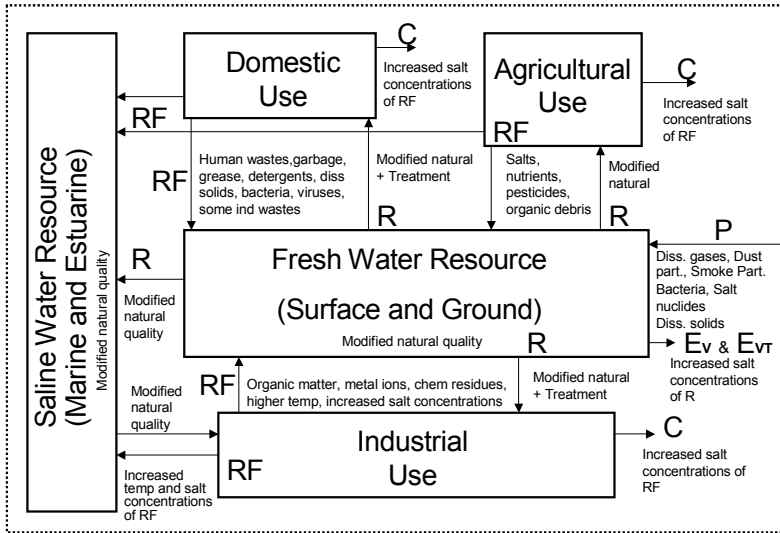 Domestic
Use
C
Increased salt
concentrations
of RF
Agricultural
Use
C
Increased salt
concentrations
of RF
RF
RF
Saline Water Resource
(Marine and Estuarine)
Modified natural quality
RF
Human wastes,garbage,
grease, detergents, diss
solids, bacteria, viruses,
some ind wastes
Modified natural
+ Treatment
R
Salts,
nutrients,
pesticides,
organic debris
Modified
natural
R
P
Diss. gases, Dust
part., Smoke Part.
Bacteria, Salt
nuclides
Diss. solids
R
Modified
natural
quality
Fresh Water Resource
(Surface and Ground)
Modified natural quality
R
EV & EVT
Increased salt
concentrations
of R
RF
Organic matter, metal ions, chem residues,
higher temp, increased salt concentrations
Modified natural
+ Treatment
Modified
natural
quality
Industrial
Use
RF
C
Increased salt
concentrations of
RF
Increased
temp and salt
concentrations
of RF